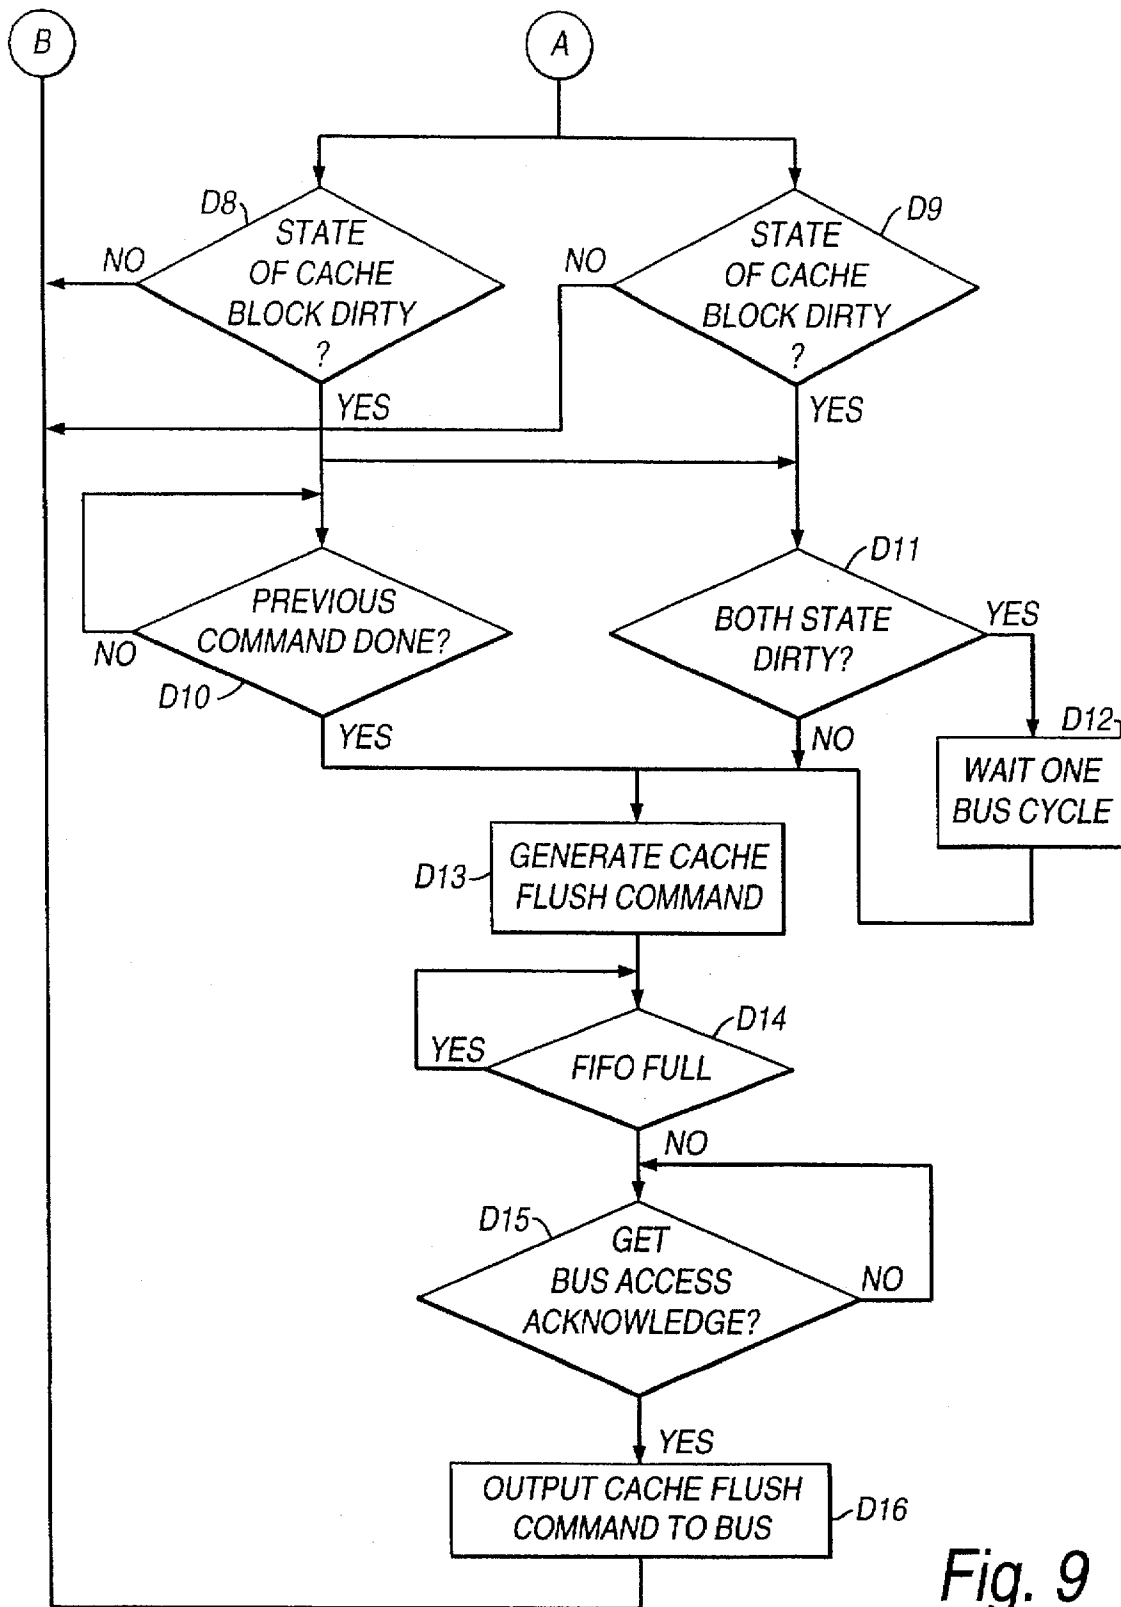 B
A
D8
STATE
OF CACHE
BLOCK DIRTY
?
NO
YES
D9
STATE
OF CACHE
BLOCK DIRTY
?
NO
YES
PREVIOUS
COMMAND DONE?
NO
D10
YES
D11
BOTH STATE
DIRTY?
YES
NO
D12
WAIT ONE
BUS CYCLE
D13
GENERATE CACHE
FLUSH COMMAND
D14
YES
FIFO FULL
NO
D15
GET
BUS ACCESS
ACKNOWLEDGE?
NO
YES
OUTPUT CACHE FLUSH
COMMAND TO BUS
D16
Fig. 9